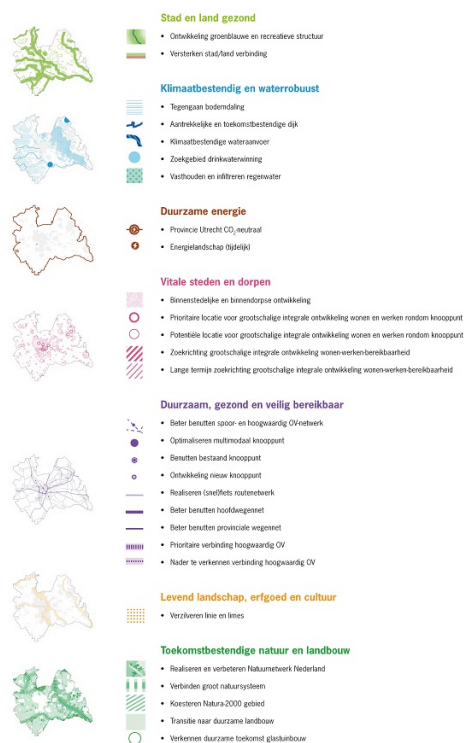 Stad en land gezond
• Ontwikkeling groenblauwe en recreatieve structuur
• Versterken stad/land verbinding
Klimaatbestendig en waterrobuust
• Tegengaan bodemdaling
• Aantrekkelijke en toekomstbestendige dijk
• Klimaatbestendige wateraanvoer
• Zoekgebied drinkwaterwinning
• Vasthouden en infiltreren regenwater
Duurzame energie
• Provincie Utrecht CO₂-neutraal
• Energielandschap (tijdelijk)
Vitale steden en dorpen
• Binnenstedelijke en binnendorpse ontwikkeling
• Prioritaire locatie voor grootschalige integrale ontwikkeling wonen en werken rondom knooppunt
• Potentiële locatie voor grootschalige integrale ontwikkeling wonen en werken rondom knooppunt
• Zoekrichting grootschalige integrale ontwikkeling wonen-werken-bereikbaarheid
• Lange termijn zoekrichting grootschalige integrale ontwikkeling wonen-werken-bereikbaarheid
Duurzaam, gezond en veilig bereikbaar
• Beter benutten spoor- en hoogwaardig OV-netwerk
• Optimaliseren multimodaal knooppunt
• Benutten bestaand knooppunt
• Ontwikkeling nieuw knooppunt
• Realiseren (snel)fiets routenetwerk
• Beter benutten hoofdwegennet
• Beter benutten provinciale wegennet
• Prioritaire verbinding hoogwaardig OV
• Nader te verkennen verbinding hoogwaardig OV
Levend landschap, erfgoed en cultuur
• Verzilveren linie en limes
Toekomstbestendige natuur en landbouw
• Realiseren en verbeteren Natuurnetwerk Nederland
• Verbinden groot natuursysteem
• Koesteren Natura-2000 gebied
• Transitie naar duurzame landbouw
• Verkennen duurzame toekomst glastuinbouw